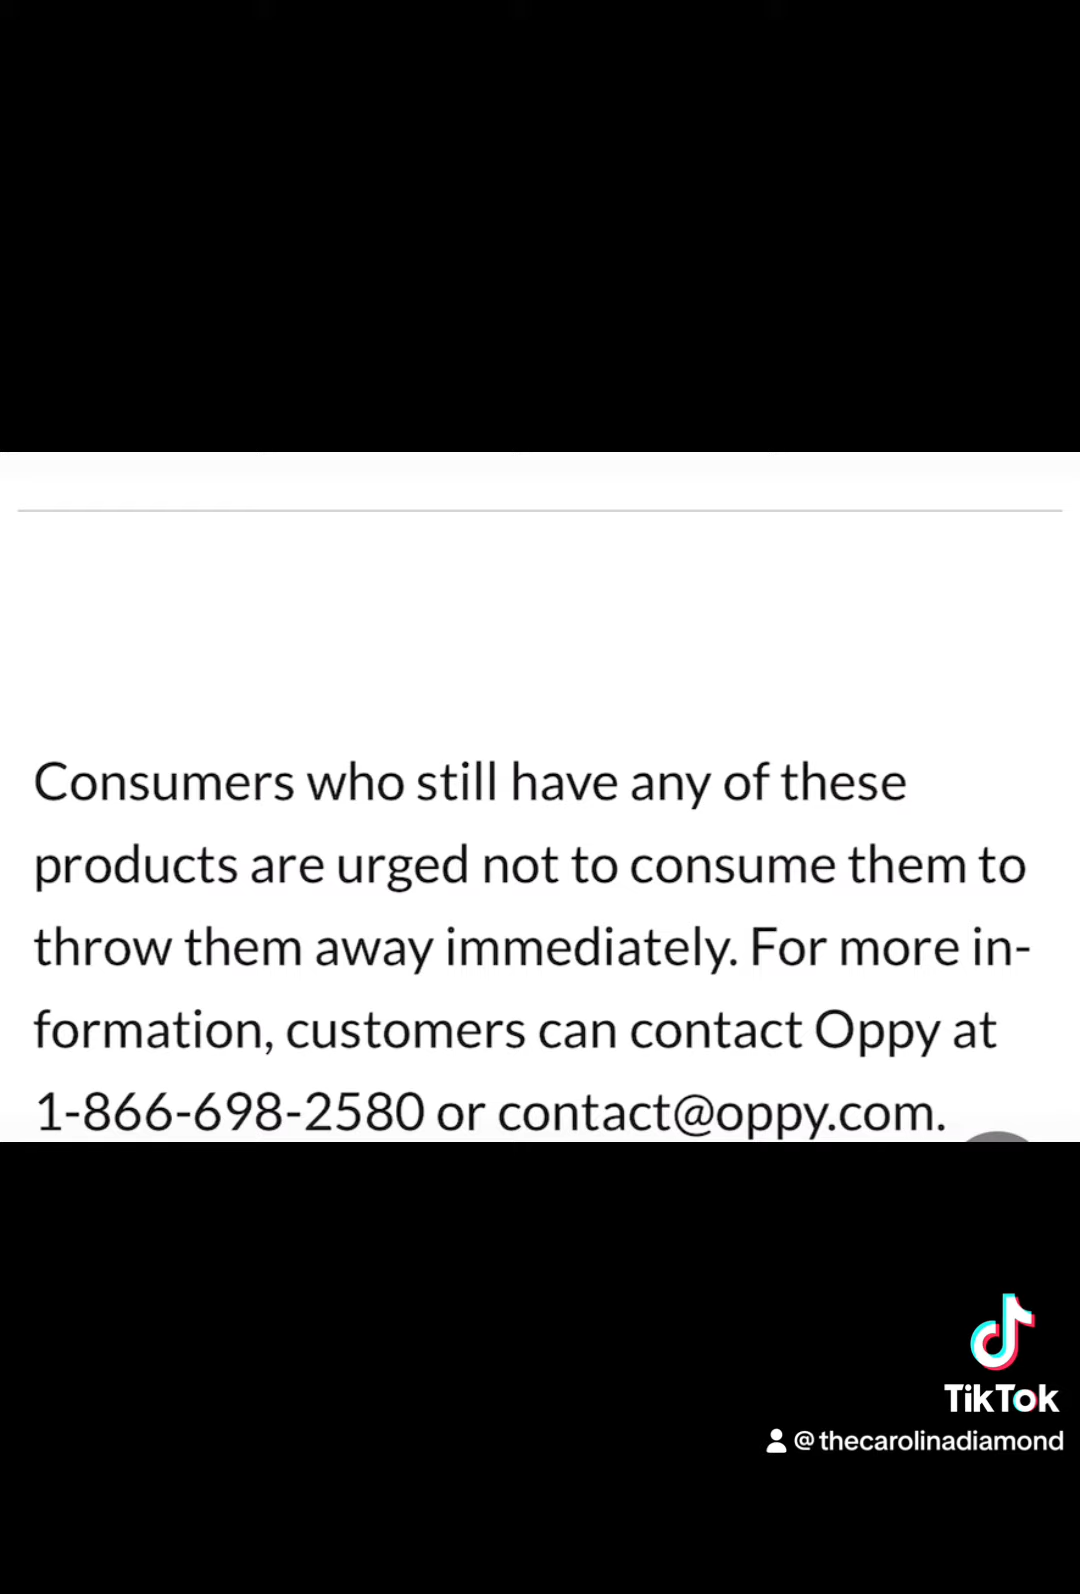 Consumers who still have any of these
products are urged not to consume them to
throw them away immediately. For more in-
formation, customers can contact Oppy at
1-866-698-2580 or contact@oppy.com.
TikTok
@thecarolinadiamond